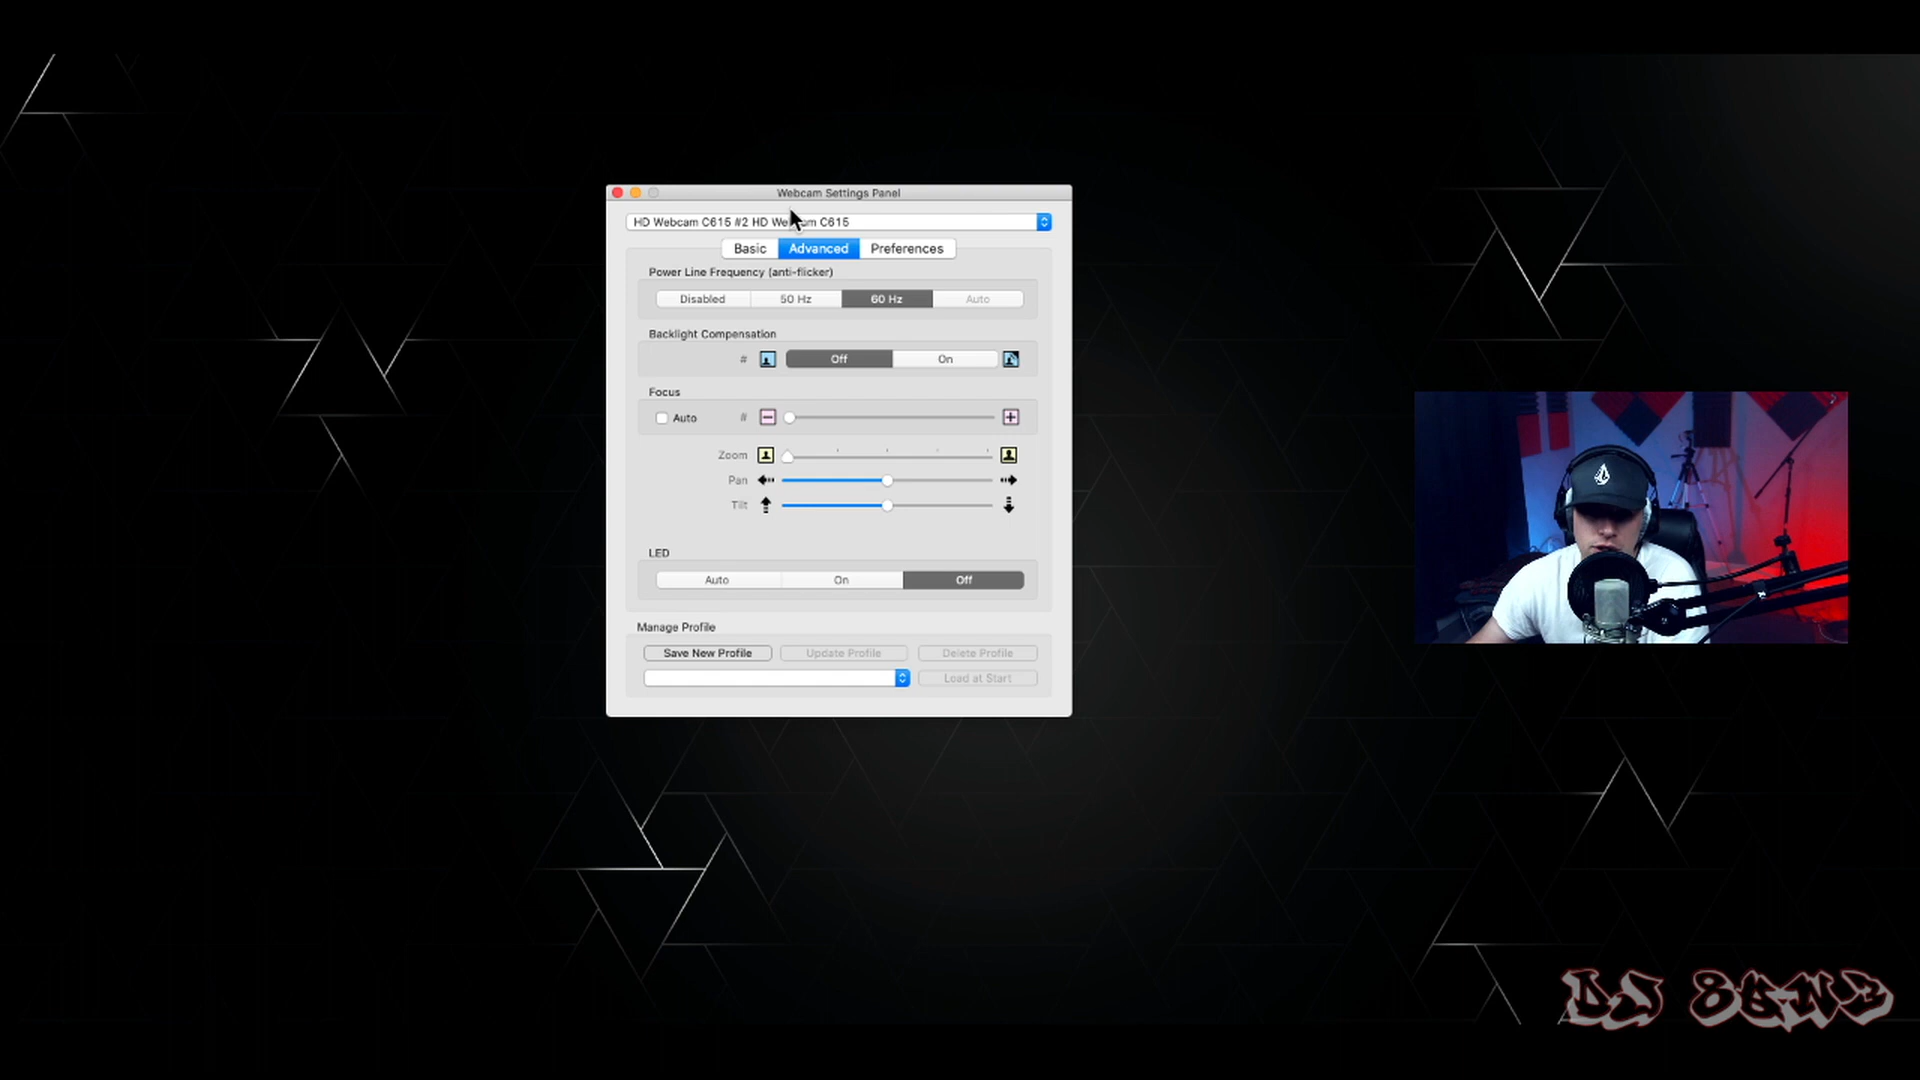 Webcam Settings Panel
HD Webcam C615 #2 HD Webcam C615
Basic Advanced Preferences
Power Line Frequency (anti-flicker)
Disabled 50 Hz 60 Hz Auto
Backlight Compensation
# Off On
Focus
Auto #
Zoom
Pan
Tilt
LED
Auto On Off
Manage Profile
Save New Profile Update Profile Delete Profile
Load at Start
DJ